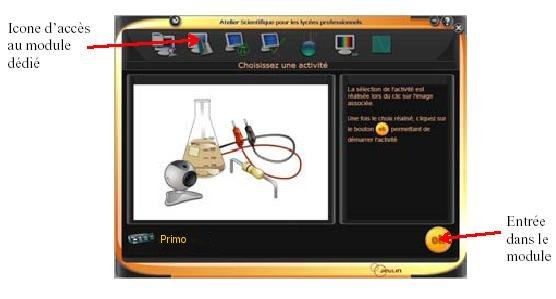 Icone d'accès
au module
dédié
Atelier Scientifique pour les lycées professionnels
Choisissez une activité
La sélection de l'activité est
réalisée lors du clic sur l'image
associée.
Une fois le choix réalisé, cliquez sur
le bouton ok permettant de
démarrer l'activité
Primo
ok
Entrée
dans le
module
JEULIN